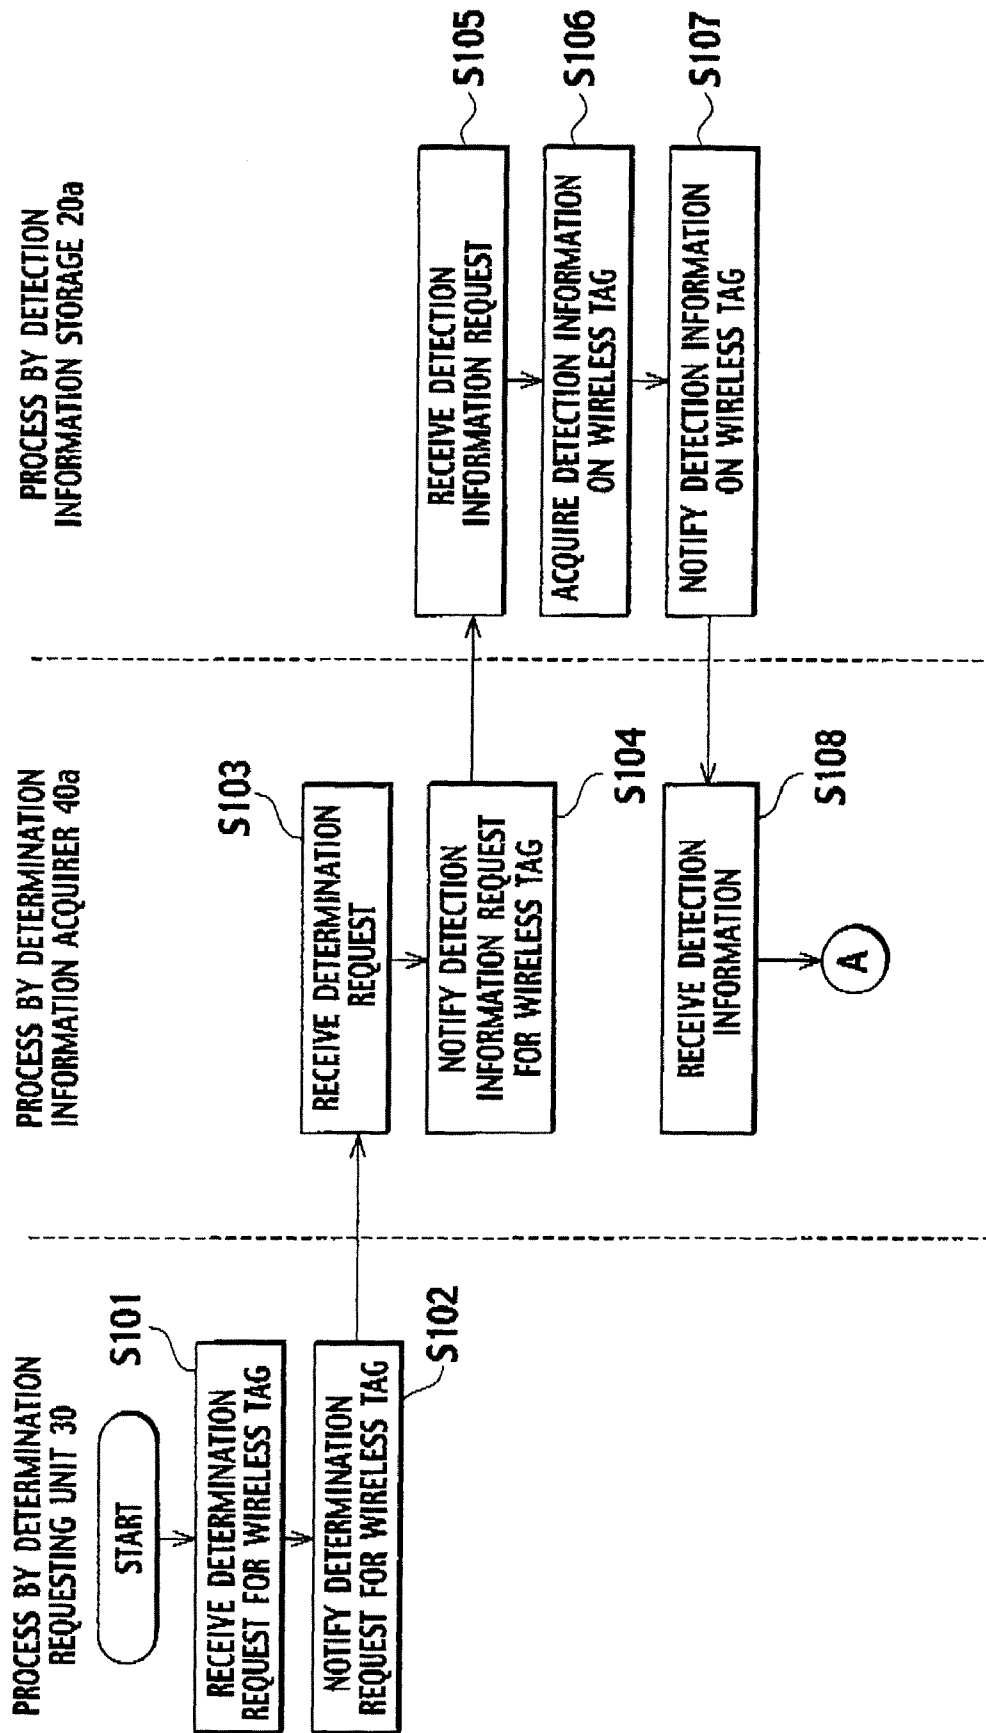 PROCESS BY DETERMINATION
REQUESTING UNIT 30
START
S101
RECEIVE DETERMINATION
REQUEST FOR WIRELESS TAG
NOTIFY DETERMINATION
REQUEST FOR WIRELESS TAG
S102
PROCESS BY DETERMINATION
INFORMATION ACQUIRER 40a
S103
RECEIVE DETERMINATION
REQUEST
NOTIFY DETECTION
INFORMATION REQUEST
FOR WIRELESS TAG
S104
RECEIVE DETECTION
INFORMATION
S108
A
PROCESS BY DETECTION
INFORMATION STORAGE 20a
RECEIVE DETECTION
INFORMATION REQUEST
S105
ACQUIRE DETECTION INFORMATION
ON WIRELESS TAG
S106
NOTIFY DETECTION INFORMATION
ON WIRELESS TAG
S107